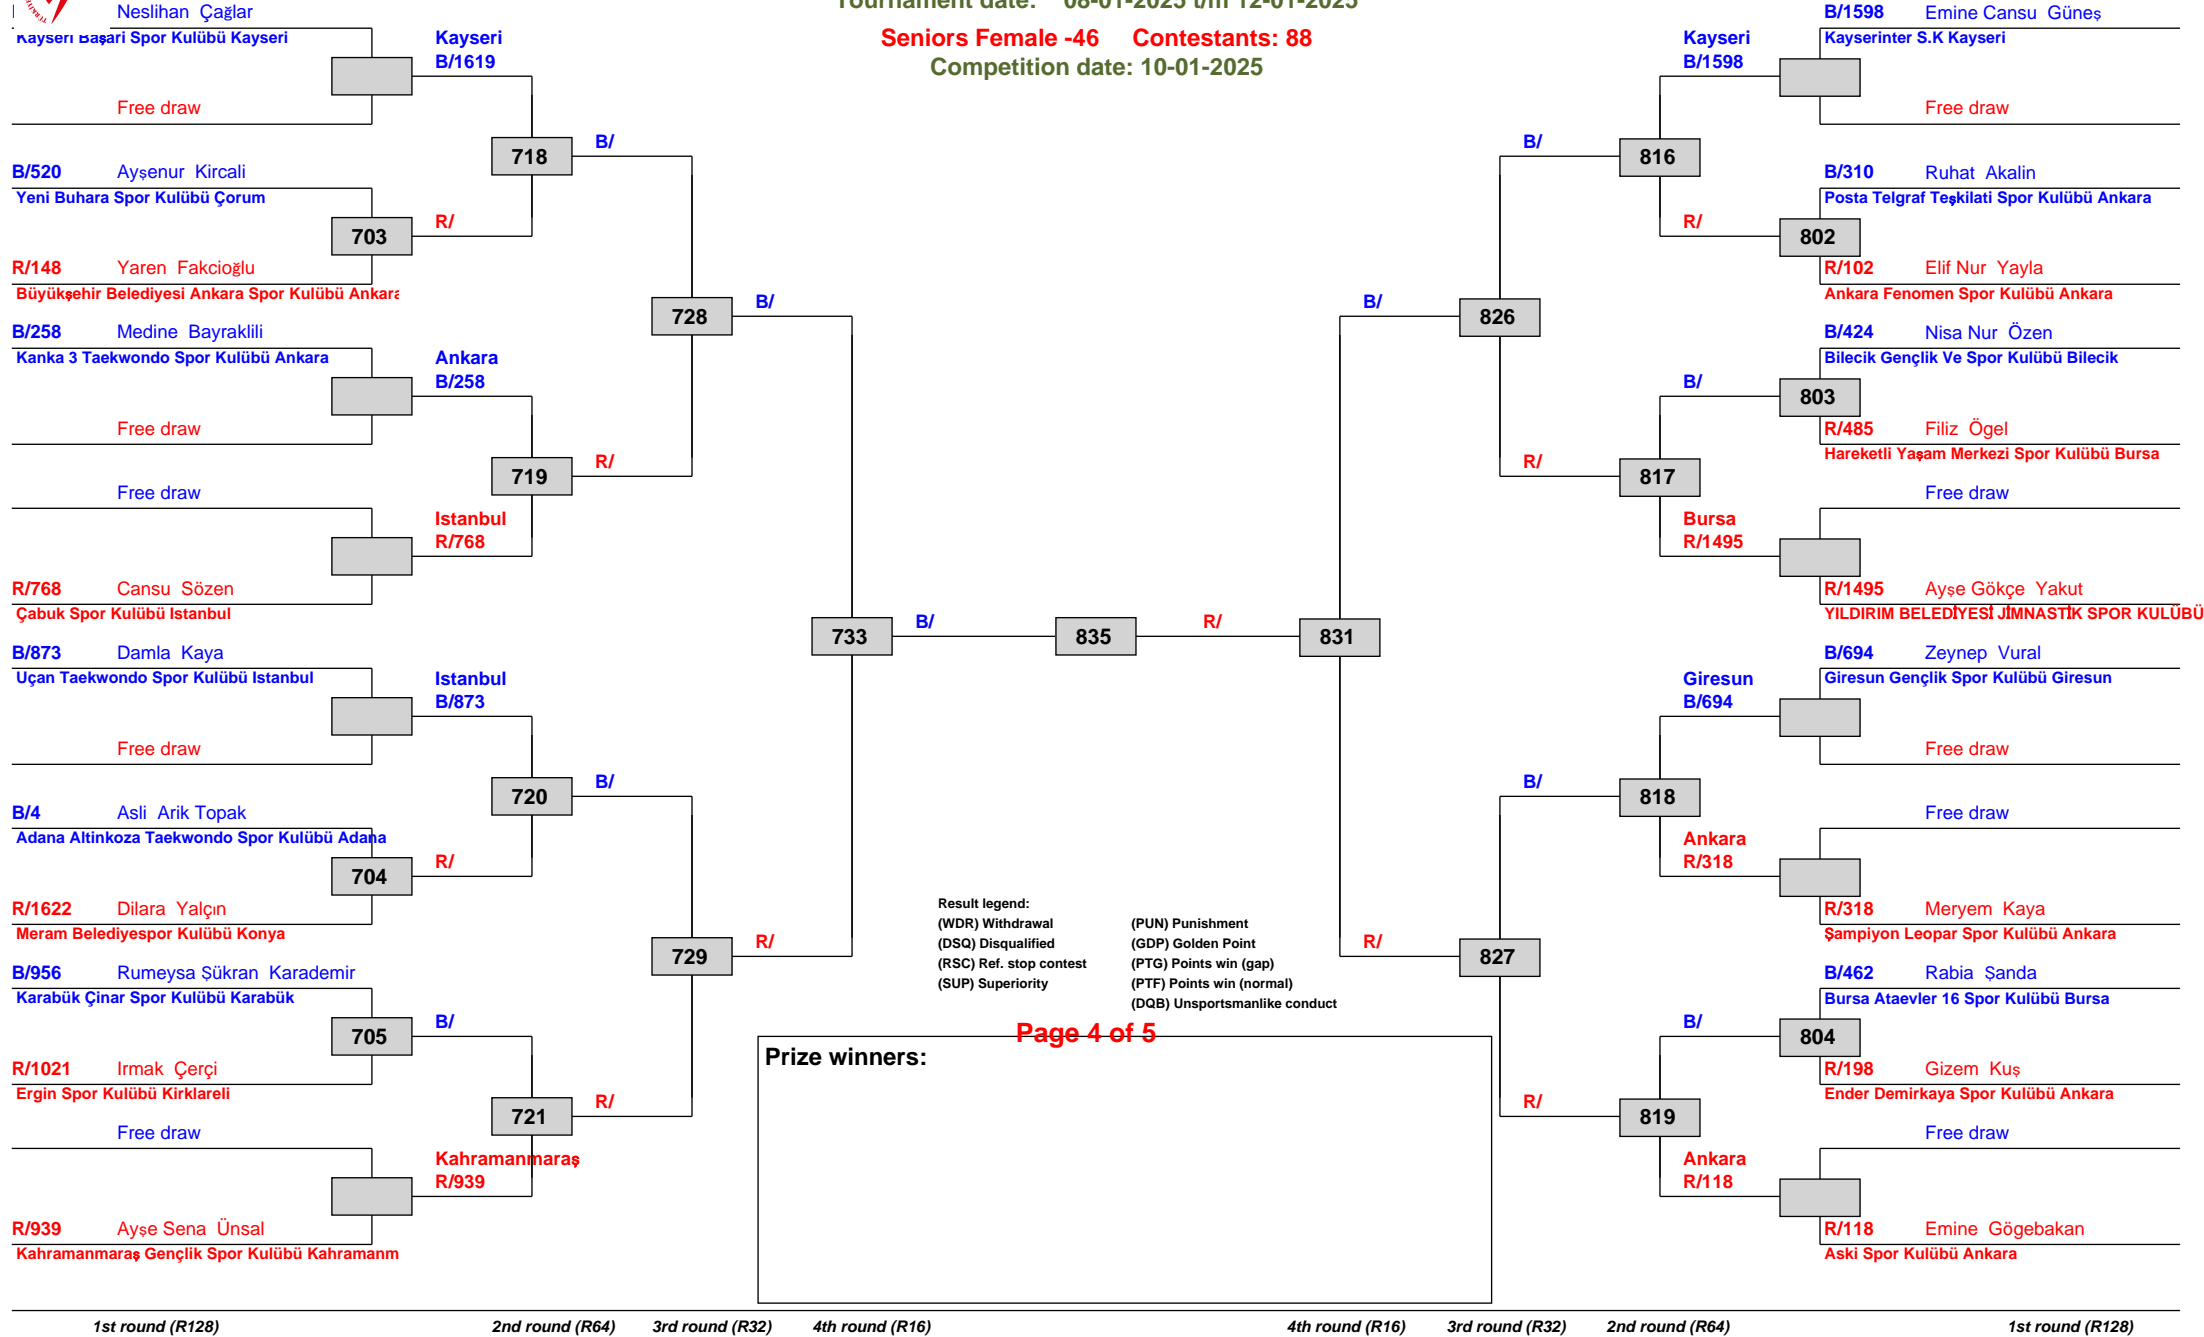 Tournament date: 08-01-2025 t/m 12-01-2025
Seniors Female -46 Contestants: 88
Competition date: 10-01-2025
Neslihan Çağlar
Kayseri Başari Spor Kulübü Kayseri
Free draw
B/520 Ayşenur Kircali
Yeni Buhara Spor Kulübü Çorum
703
R/148 Yaren Fakcioğlu
Büyükşehir Belediyesi Ankara Spor Kulübü Ankara
B/258 Medine Bayraklili
Kanka 3 Taekwondo Spor Kulübü Ankara
Free draw
Free draw
R/768 Cansu Sözen
Çabuk Spor Kulübü Istanbul
B/873 Damla Kaya
Uçan Taekwondo Spor Kulübü Istanbul
Free draw
B/4 Asli Arik Topak
Adana Altinkoza Taekwondo Spor Kulübü Adana
704
R/1622 Dilara Yalçın
Meram Belediyespor Kulübü Konya
B/956 Rumeysa Şükran Karademir
Karabük Çinar Spor Kulübü Karabük
705
R/1021 Irmak Çerçi
Ergin Spor Kulübü Kirklareli
Free draw
R/939 Ayşe Sena Ünsal
Kahramanmaraş Gençlik Spor Kulübü Kahramanm
Kayseri
B/1619
718
R/
Ankara
B/258
719
Istanbul
R/768
Istanbul
B/873
720
R/
B/
721
Kahramanmaraş
R/939
B/
728
R/
B/
729
R/
B/
733
R/
B/
835
R/
831
B/
R/
B/
826
R/
B/
827
R/
Kayseri
B/1598
816
R/
B/
817
Bursa
R/1495
Giresun
B/694
818
Ankara
R/318
B/
819
Ankara
R/118
B/1598 Emine Cansu Güneş
Kayserinter S.K Kayseri
Free draw
B/310 Ruhat Akalin
Posta Telgraf Teşkilati Spor Kulübü Ankara
802
R/102 Elif Nur Yayla
Ankara Fenomen Spor Kulübü Ankara
B/424 Nisa Nur Özen
Bilecik Gençlik Ve Spor Kulübü Bilecik
803
R/485 Filiz Ögel
Hareketli Yaşam Merkezi Spor Kulübü Bursa
Free draw
R/1495 Ayşe Gökçe Yakut
YILDIRIM BELEDİYESİ JİMNASTİK SPOR KULÜBÜ
B/694 Zeynep Vural
Giresun Gençlik Spor Kulübü Giresun
Free draw
Free draw
R/318 Meryem Kaya
Şampiyon Leopar Spor Kulübü Ankara
B/462 Rabia Şanda
Bursa Ataevler 16 Spor Kulübü Bursa
804
R/198 Gizem Kuş
Ender Demirkaya Spor Kulübü Ankara
Free draw
R/118 Emine Gögebakan
Aski Spor Kulübü Ankara
Result legend:
(WDR) Withdrawal (PUN) Punishment
(DSQ) Disqualified (GDP) Golden Point
(RSC) Ref. stop contest (PTG) Points win (gap)
(SUP) Superiority (PTF) Points win (normal)
(DQB) Unsportsmanlike conduct
Page 4 of 5
Prize winners:
1st round (R128) 2nd round (R64) 3rd round (R32) 4th round (R16) 4th round (R16) 3rd round (R32) 2nd round (R64) 1st round (R128)